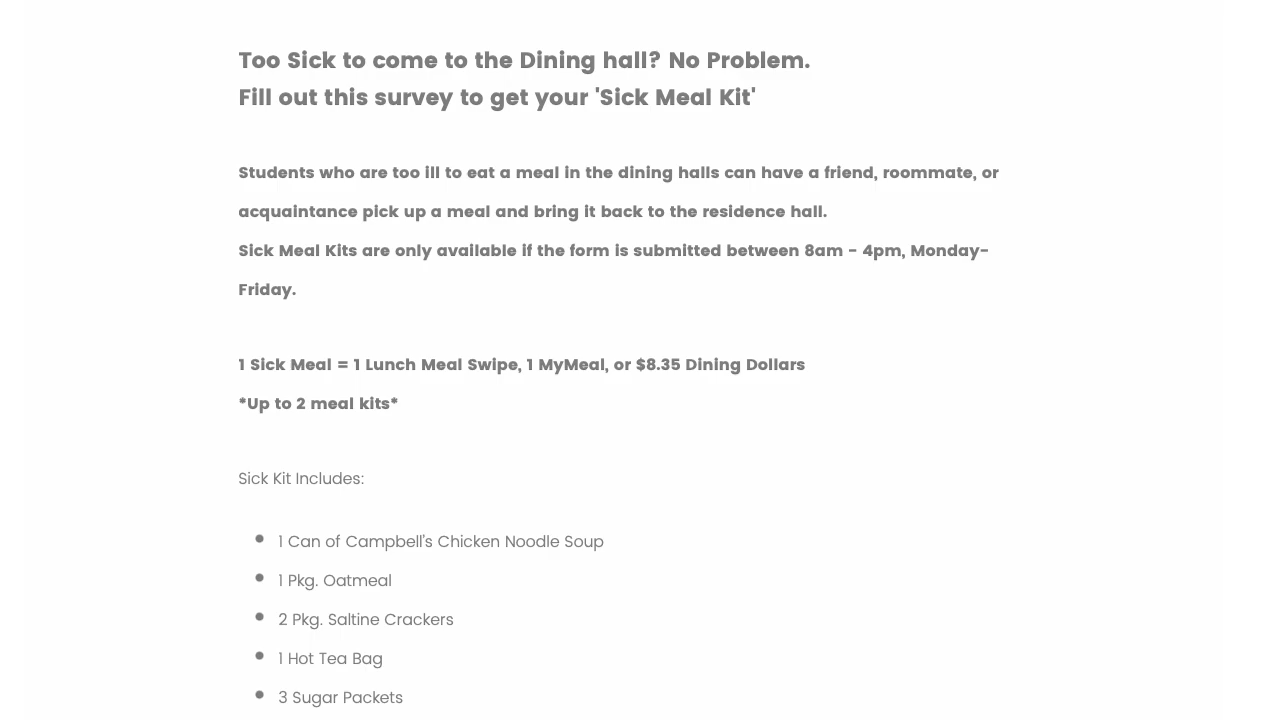 Too Sick to come to the Dining hall? No Problem.
Fill out this survey to get your 'Sick Meal Kit'
Students who are too ill to eat a meal in the dining halls can have a friend, roommate, or
acquaintance pick up a meal and bring it back to the residence hall.
Sick Meal Kits are only available if the form is submitted between 8am - 4pm, Monday-
Friday.
1 Sick Meal = 1 Lunch Meal Swipe, 1 MyMeal, or $8.35 Dining Dollars
*Up to 2 meal kits*
Sick Kit Includes:
• 1 Can of Campbell's Chicken Noodle Soup
• 1 Pkg. Oatmeal
• 2 Pkg. Saltine Crackers
• 1 Hot Tea Bag
• 3 Sugar Packets